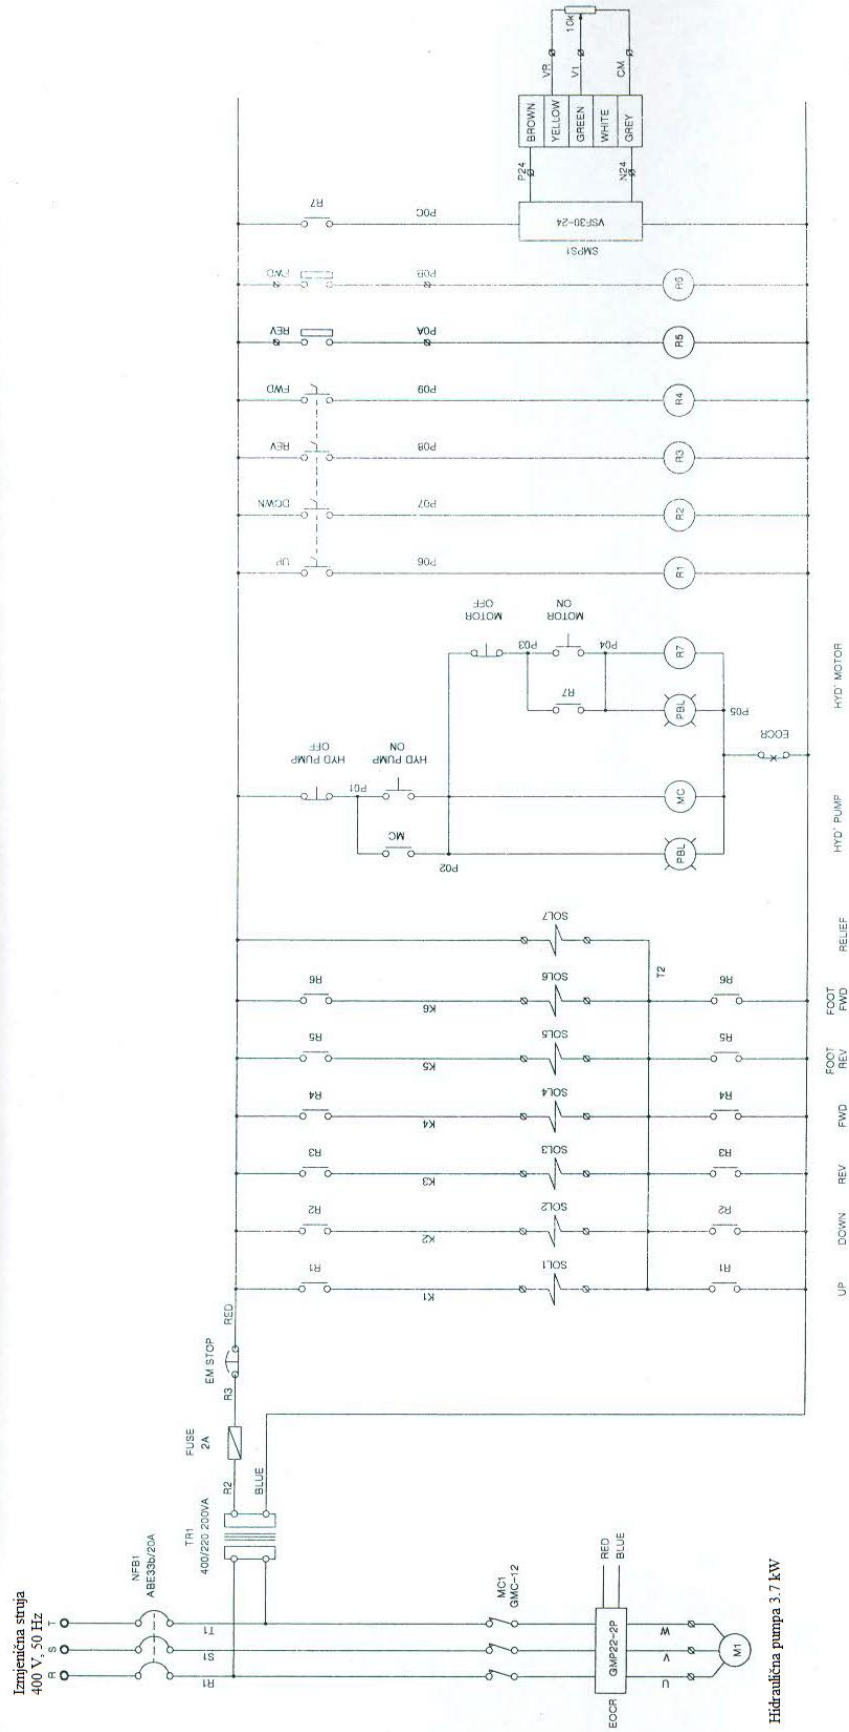 Izmjenična struja
400 V, 50 Hz
R S T
NFB1
ABE33b/20A
R1
S1
T1
TR1
400/220 200VA
R2
BLUE
FUSE
2A
R3
EM STOP
RED
MC1
GMC-12
EOCR
GMP22-2P
RED
BLUE
U
V
W
M1
Hidraulična pumpa 3.7 kW
R1
K1
SOL1
R1
UP
R2
K2
SOL2
R2
DOWN
R3
K3
SOL3
R3
REV
R4
K4
SOL4
R4
FWD
R5
K5
SOL5
R5
FOOT
REV
R6
K6
SOL6
R6
FOOT
FWD
SOL7
T2
RELIEF
HYD PUMP
OFF
P01
HYD PUMP
ON
MC
P02
PBL
MC
HYD' PUMP
MOTOR
OFF
P03
MOTOR
ON
R7
P04
PBL
R7
P05
EOCR
HYD' MOTOR
UP
P06
R1
DOWN
P07
R2
REV
P08
R3
FWD
P09
R4
REV
P0A
R5
FWD
P0B
R6
R7
P0C
SMPS1
VSF30-24
P24
N24
BROWN
YELLOW
GREEN
WHITE
GREY
VR
V1
CM
10k